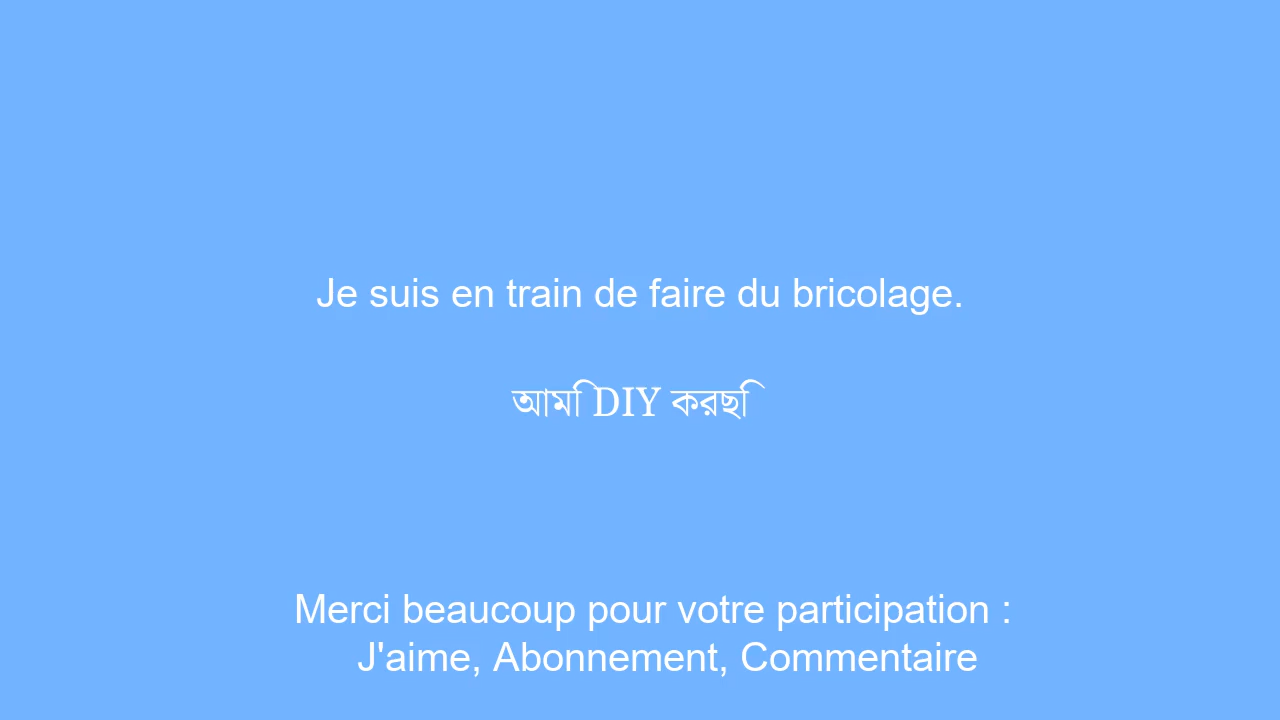 Je suis en train de faire du bricolage.
আমি DIY করছি
Merci beaucoup pour votre participation :
J'aime, Abonnement, Commentaire